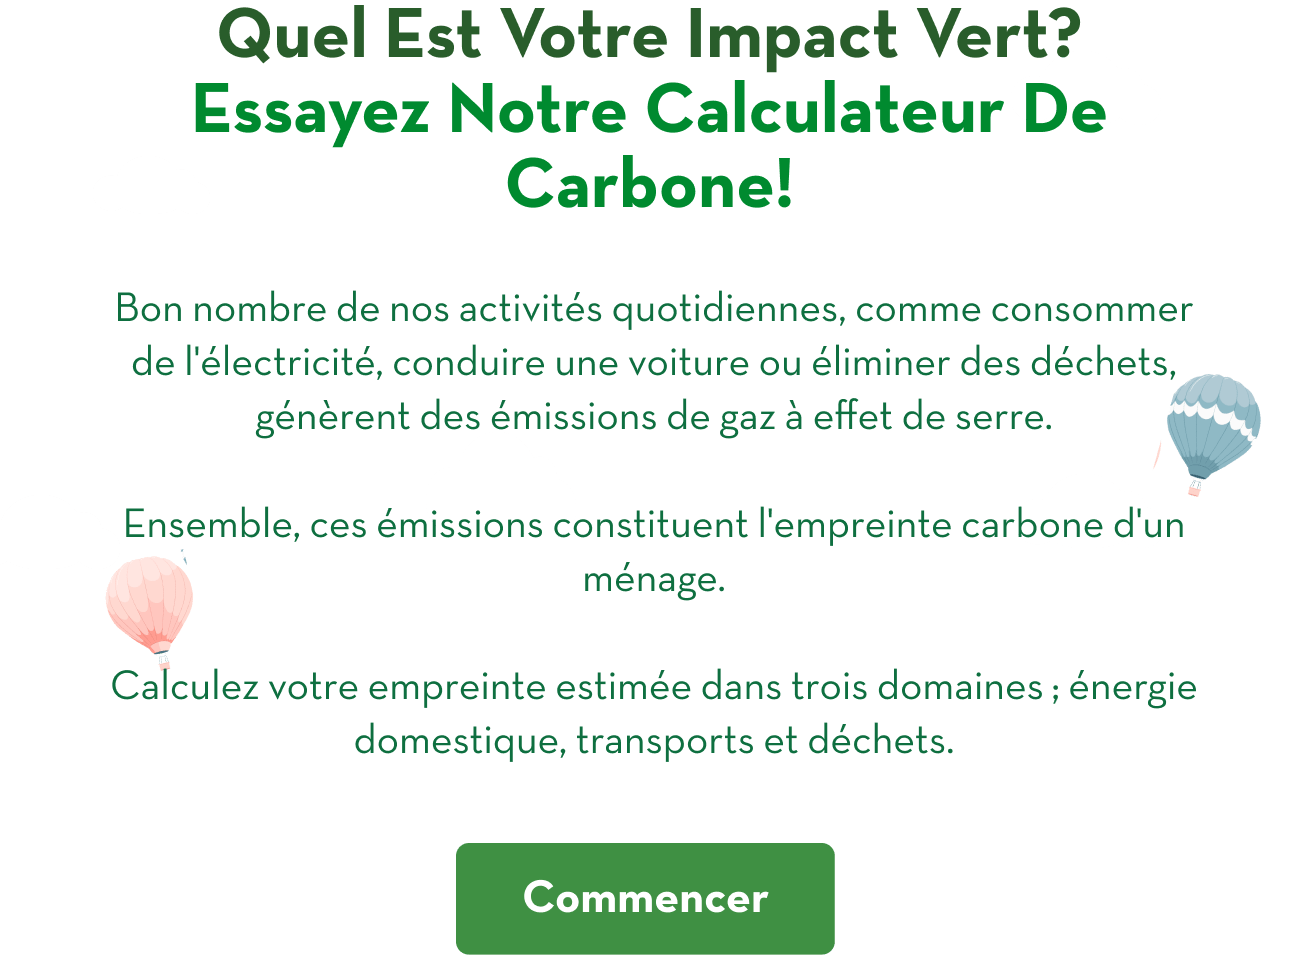 Quel Est Votre Impact Vert?
Essayez Notre Calculateur De
Carbone!
Bon nombre de nos activités quotidiennes, comme consommer
de l'électricité, conduire une voiture ou éliminer des déchets,
génèrent des émissions de gaz à effet de serre.
Ensemble, ces émissions constituent l'empreinte carbone d'un
ménage.
Calculez votre empreinte estimée dans trois domaines ; énergie
domestique, transports et déchets.
Commencer